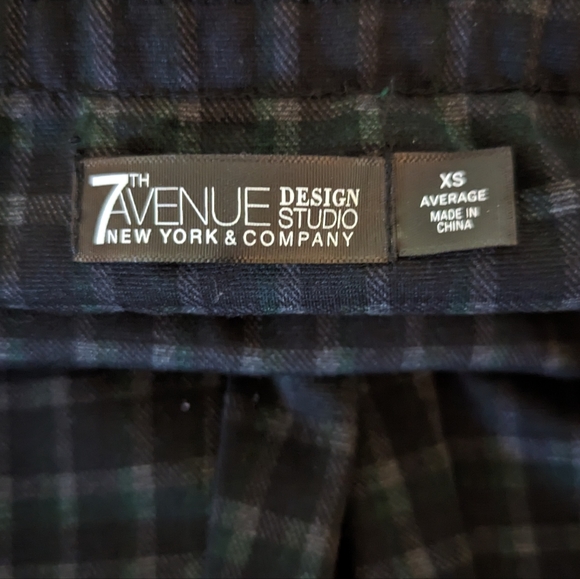 7TH AVENUE DESIGN STUDIO
NEW YORK & COMPANY
XS
AVERAGE
MADE IN
CHINA